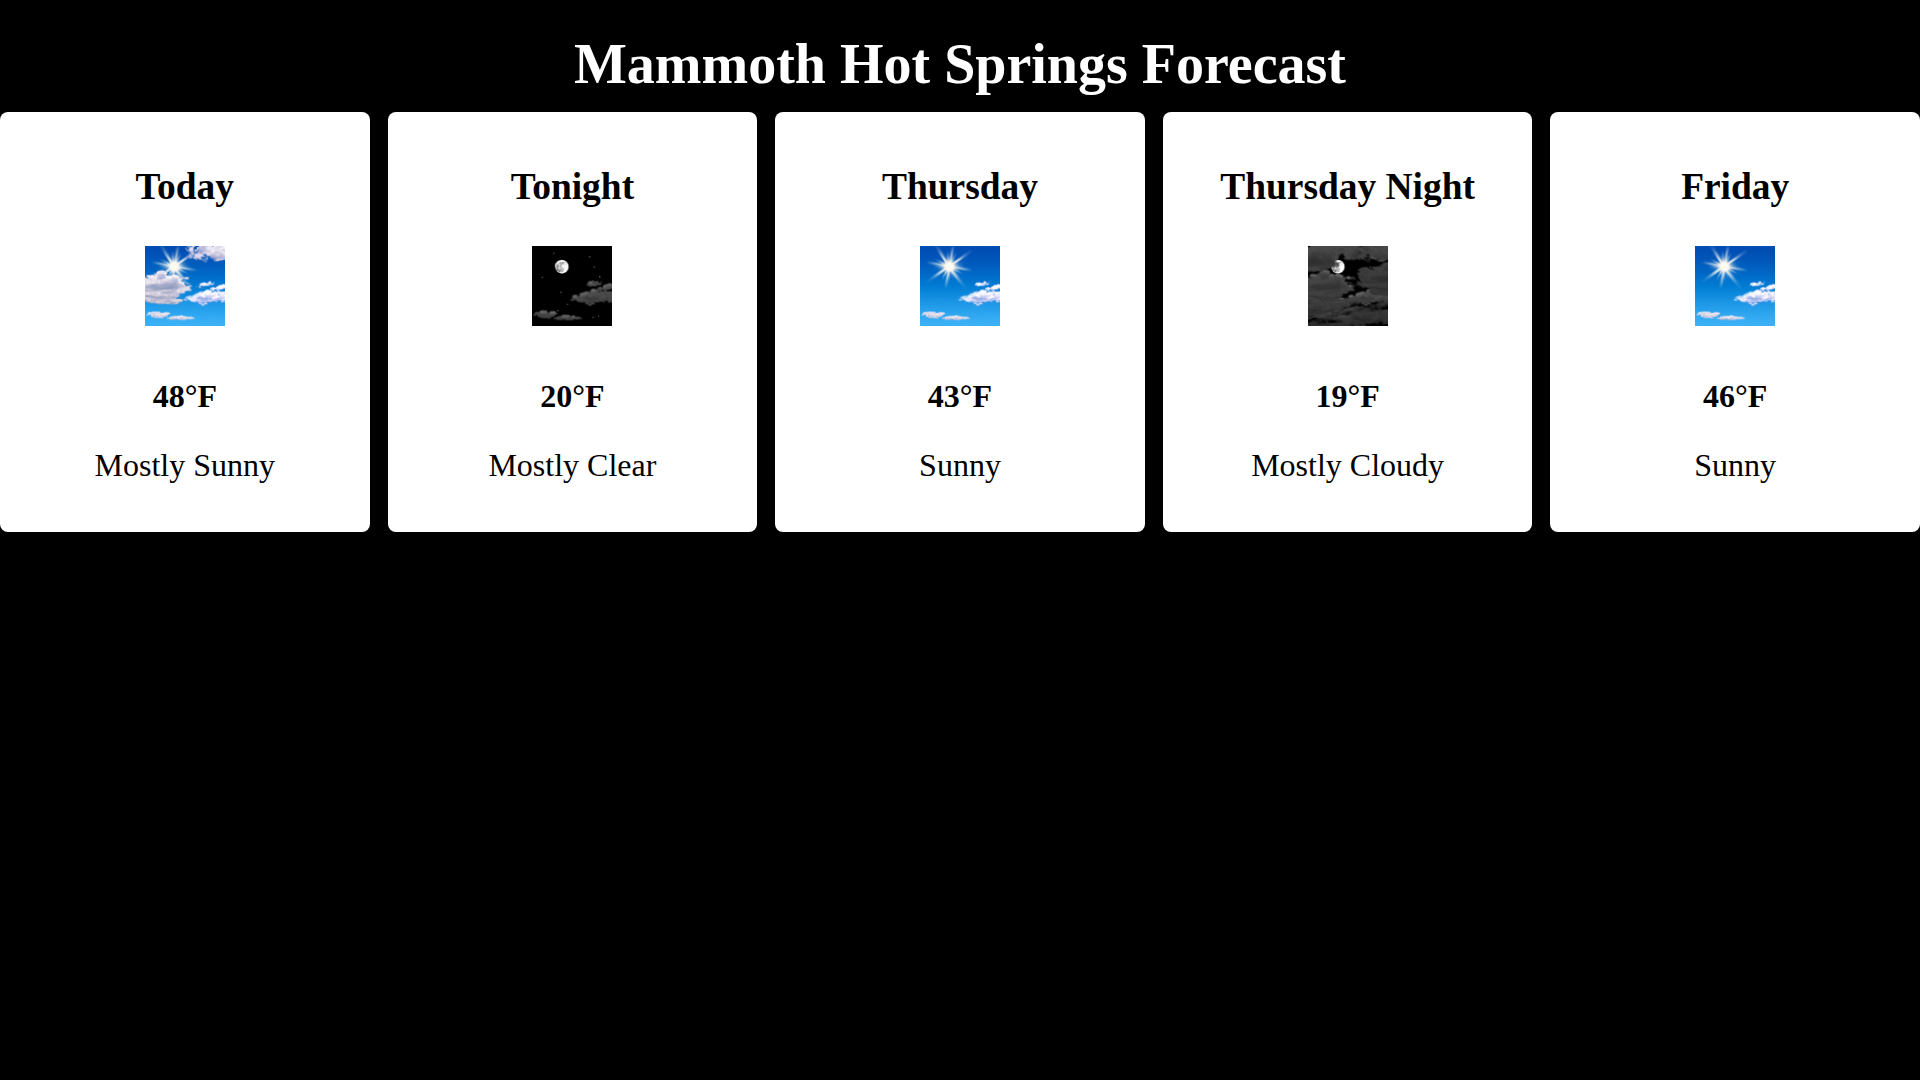 Mammoth Hot Springs Forecast
Today
48°F
Mostly Sunny
Tonight
20°F
Mostly Clear
Thursday
43°F
Sunny
Thursday Night
19°F
Mostly Cloudy
Friday
46°F
Sunny